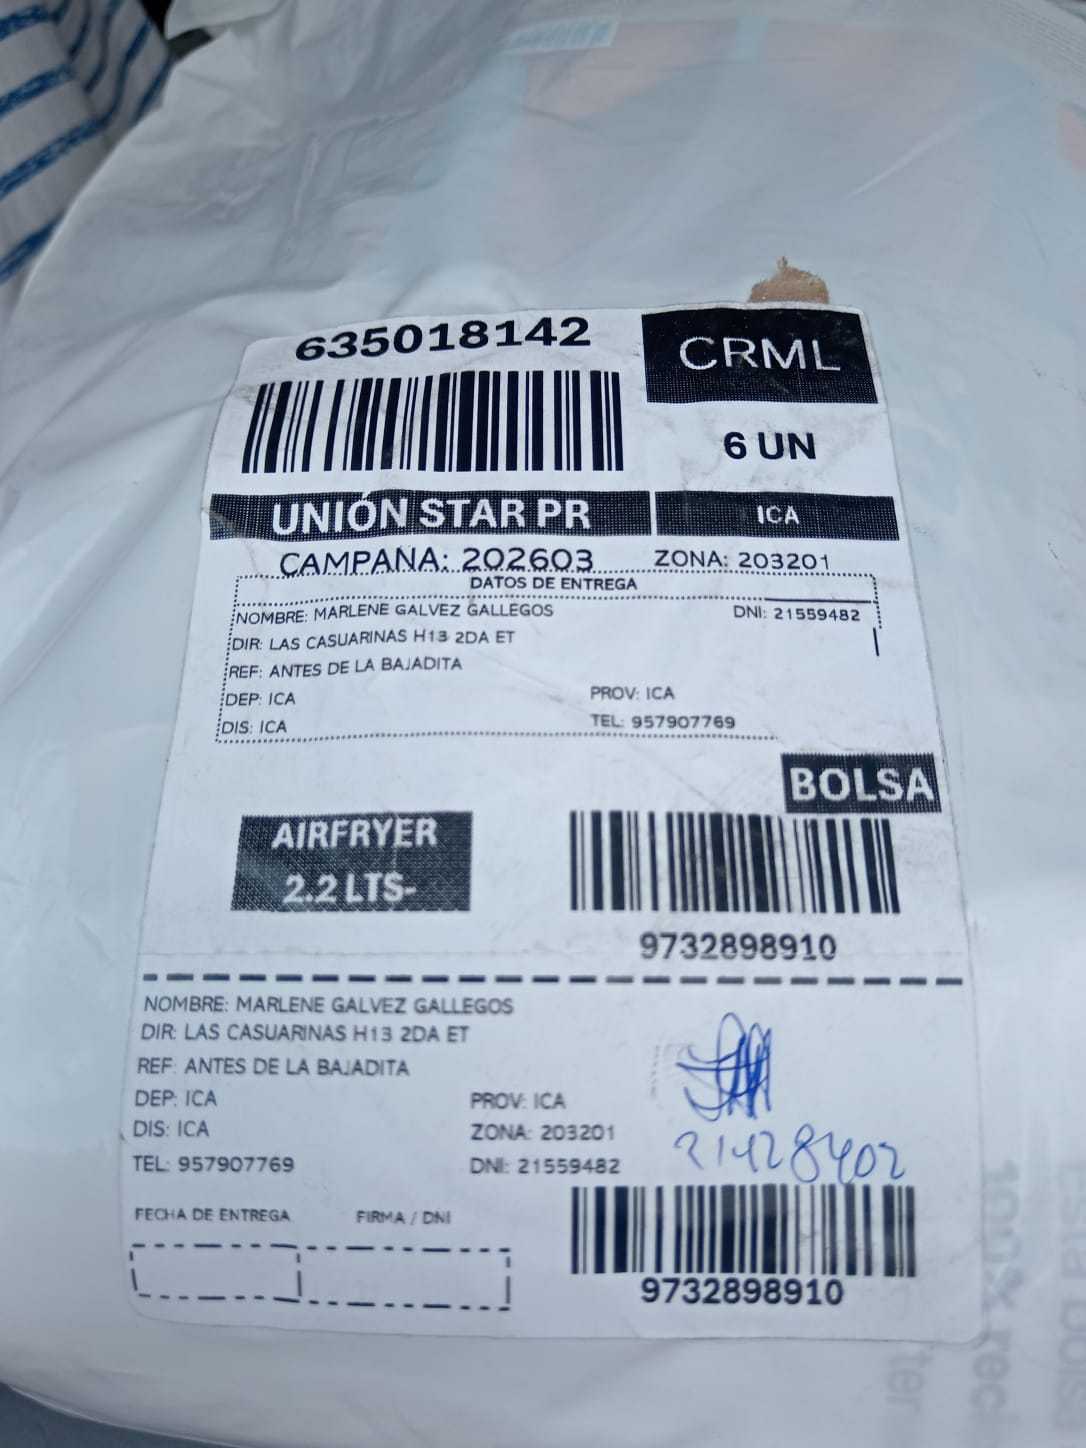 635018142
CRML
6 UN
UNIÓN STAR PR
ICA
CAMPAÑA: 202603
ZONA: 203201
DATOS DE ENTREGA
NOMBRE: MARLENE GALVEZ GALLEGOS
DNI: 21559482
DIR: LAS CASUARINAS H13 2DA ET
REF: ANTES DE LA BAJADITA
DEP: ICA
PROV: ICA
DIS: ICA
TEL: 957907769
BOLSA
AIRFRYER
2.2 LTS-
9732898910
NOMBRE: MARLENE GALVEZ GALLEGOS
DIR: LAS CASUARINAS H13 2DA ET
REF: ANTES DE LA BAJADITA
DEP: ICA
PROV: ICA
DIS: ICA
ZONA: 203201
TEL: 957907769
DNI: 21559482
21428402
FECHA DE ENTREGA
FIRMA / DNI
9732898910